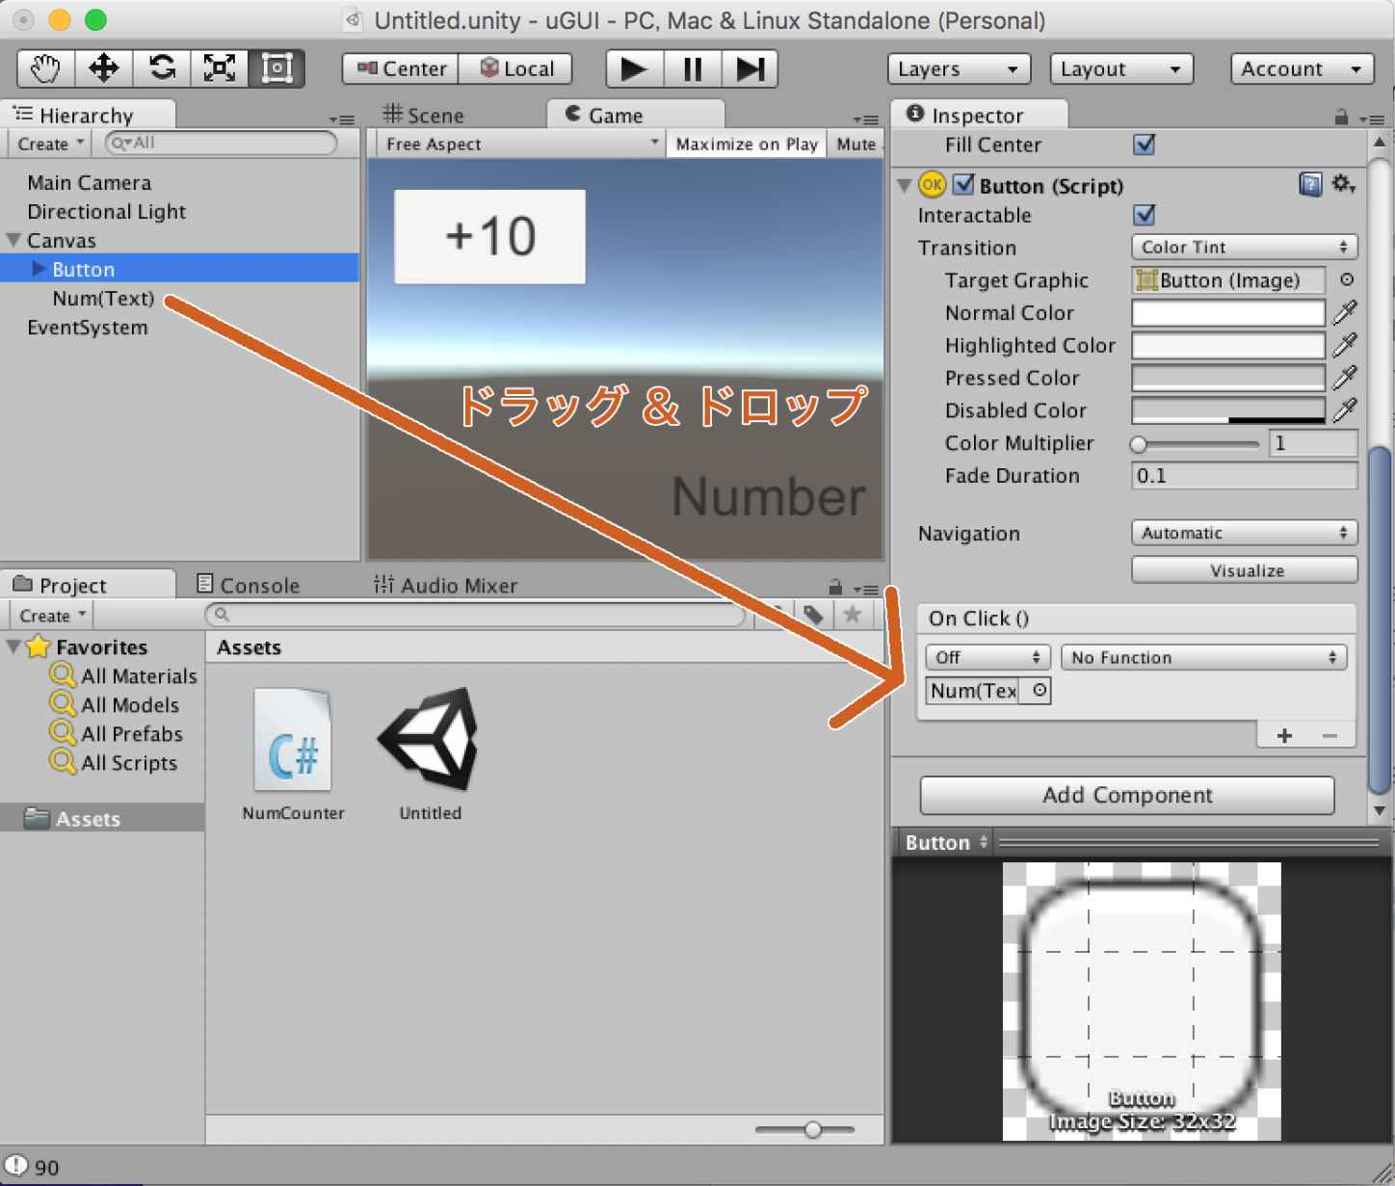 Untitled.unity - uGUI - PC, Mac & Linux Standalone (Personal)
Center Local Layers Layout Account
Hierarchy
Create All
Main Camera
Directional Light
Canvas
Button
Num(Text)
EventSystem
Scene Game
Free Aspect Maximize on Play Mute
+10
ドラッグ & ドロップ
Number
Inspector
Fill Center
OK Button (Script)
Interactable
Transition Color Tint
Target Graphic Button (Image)
Normal Color
Highlighted Color
Pressed Color
Disabled Color
Color Multiplier 1
Fade Duration 0.1
Navigation Automatic
Visualize
On Click ()
Off No Function
Num(Tex
+ −
Add Component
Button
Button
Image Size: 32x32
Project Console Audio Mixer
Create
Favorites
All Materials
All Models
All Prefabs
All Scripts
Assets
Assets
C#
NumCounter Untitled
90